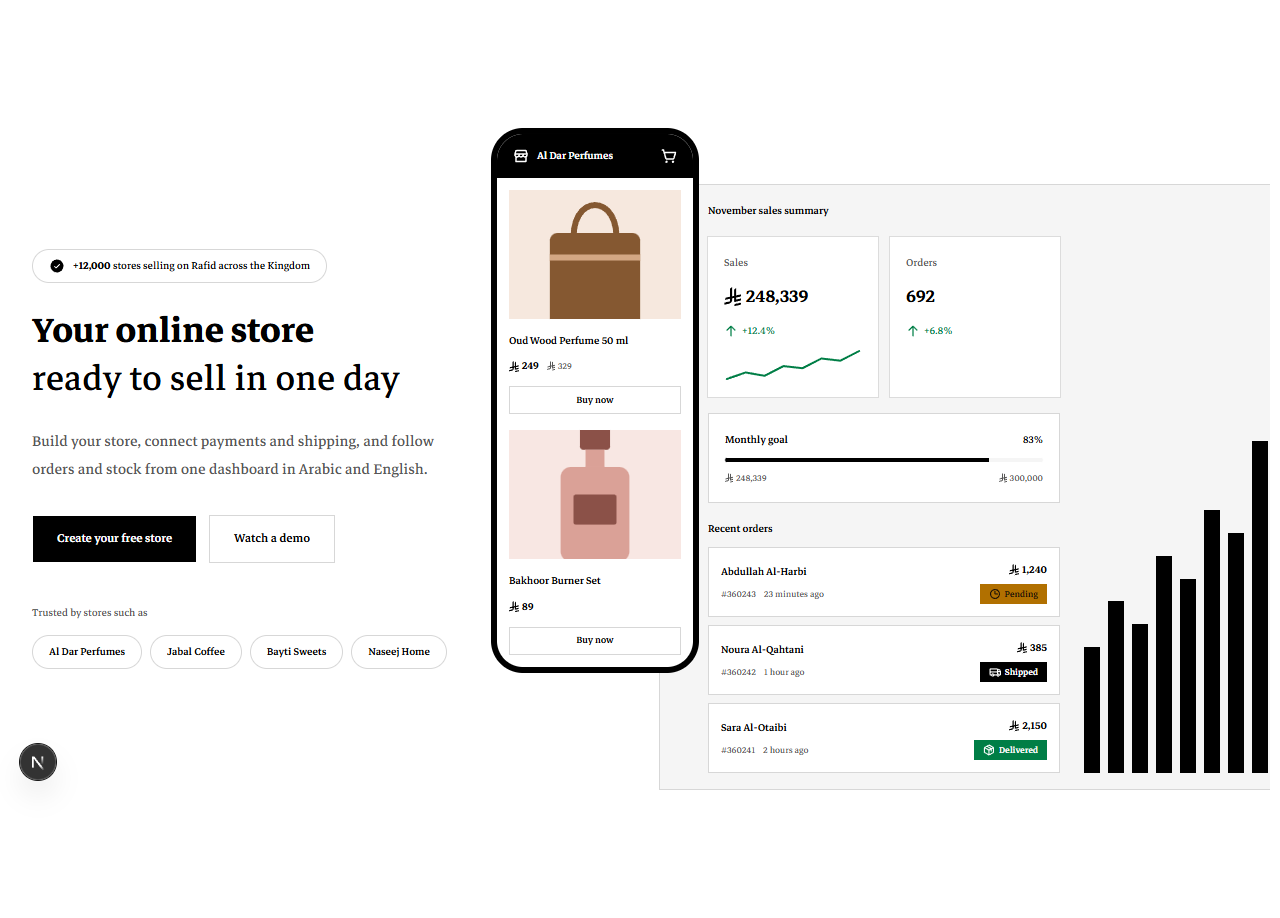 +12,000 stores selling on Rafid across the Kingdom
Your online store
ready to sell in one day
Build your store, connect payments and shipping, and follow
orders and stock from one dashboard in Arabic and English.
Create your free store
Watch a demo
Trusted by stores such as
Al Dar Perfumes
Jabal Coffee
Bayti Sweets
Naseej Home
N
Al Dar Perfumes
Oud Wood Perfume 50 ml
⃁ 249 ⃁ 329
Buy now
Bakhoor Burner Set
⃁ 89
Buy now
November sales summary
Sales
⃁ 248,339
+12.4%
Orders
692
+6.8%
Monthly goal 83%
⃁ 248,339 ⃁ 300,000
Recent orders
Abdullah Al-Harbi ⃁ 1,240
#360243 23 minutes ago Pending
Noura Al-Qahtani ⃁ 385
#360242 1 hour ago Shipped
Sara Al-Otaibi ⃁ 2,150
#360241 2 hours ago Delivered